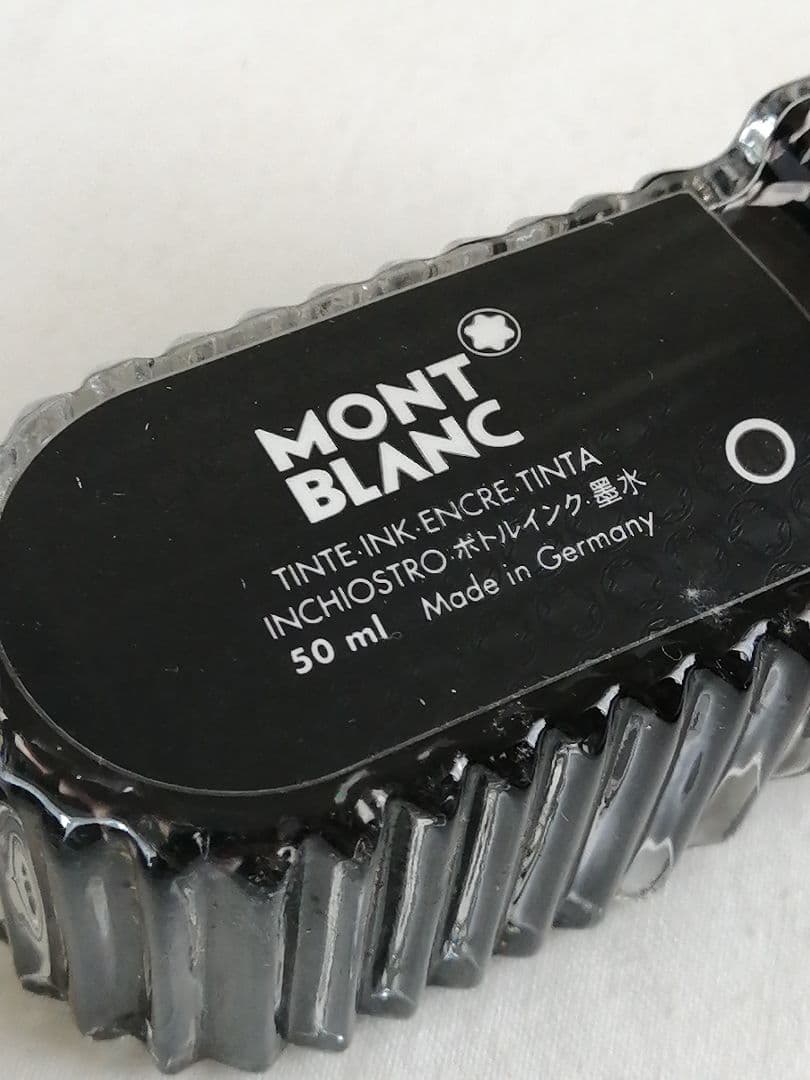 MONT
BLANC
TINTE·INK·ENCRE·TINTA
INCHIOSTRO·ボトルインク·墨水
50 ml Made in Germany